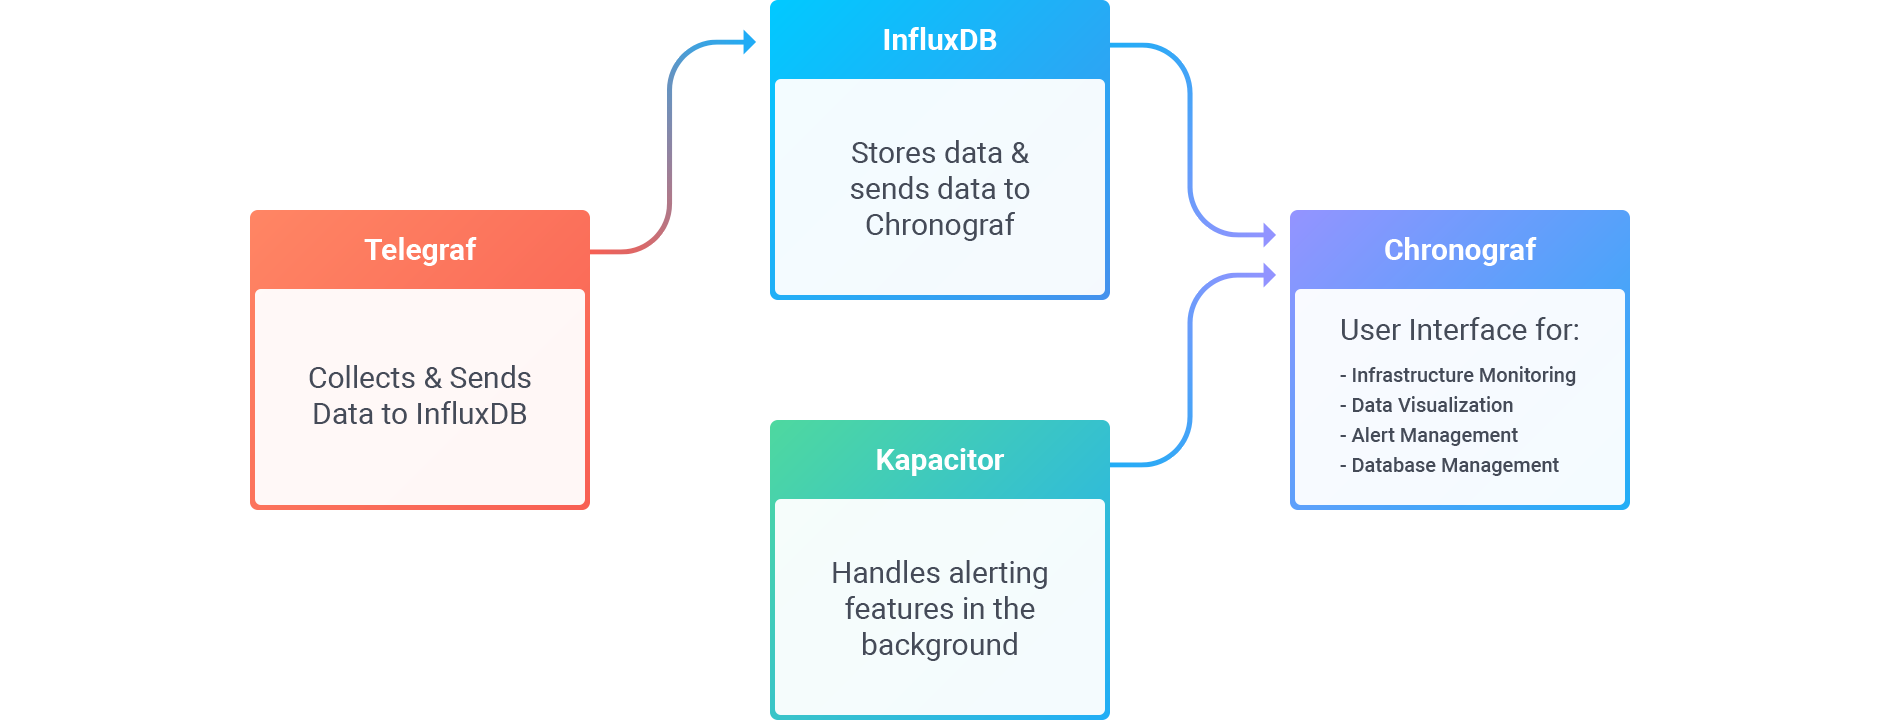 Telegraf
Collects & Sends
Data to InfluxDB
InfluxDB
Stores data &
sends data to
Chronograf
Kapacitor
Handles alerting
features in the
background
Chronograf
User Interface for:
- Infrastructure Monitoring
- Data Visualization
- Alert Management
- Database Management